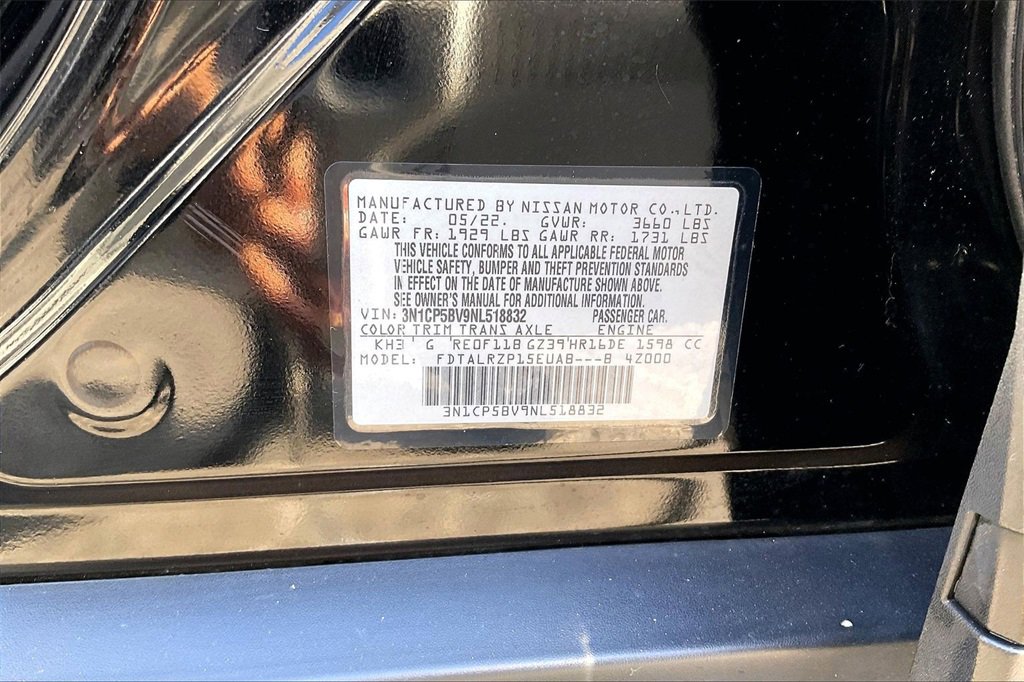 MANUFACTURED BY NISSAN MOTOR CO.,LTD.
DATE: 05/22. GVWR: 3660 LBS
GAWR FR: 1929 LBS GAWR RR: 1731 LBS
THIS VEHICLE CONFORMS TO ALL APPLICABLE FEDERAL MOTOR
VEHICLE SAFETY, BUMPER AND THEFT PREVENTION STANDARDS
IN EFFECT ON THE DATE OF MANUFACTURE SHOWN ABOVE.
SEE OWNER'S MANUAL FOR ADDITIONAL INFORMATION.
VIN: 3N1CP5BV9NL518832 PASSENGER CAR.
COLOR TRIM TRANS AXLE ENGINE
KH3 G RE0F11B GZ39 HR16DE 1598 CC
MODEL: FDTALRZP15EUA8---B 4Z000
3N1CP5BV9NL518832